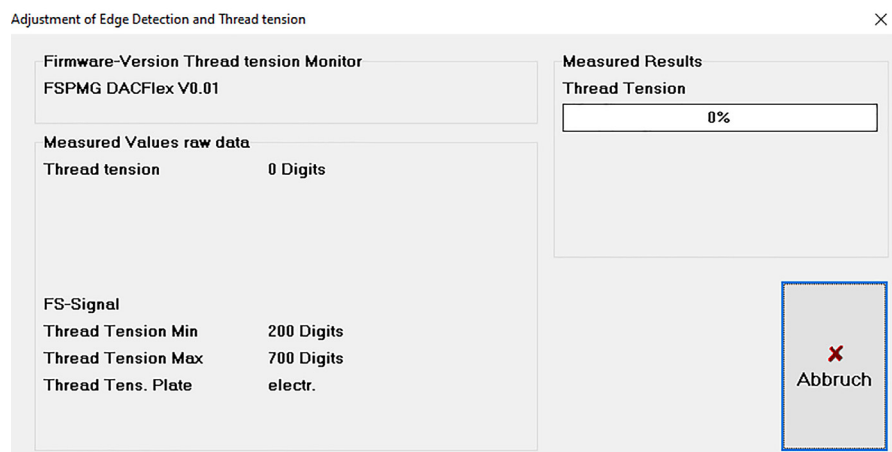 Adjustment of Edge Detection and Thread tension
Firmware-Version Thread tension Monitor
FSPMG DACFlex V0.01
Measured Values raw data
Thread tension 0 Digits
FS-Signal
Thread Tension Min 200 Digits
Thread Tension Max 700 Digits
Thread Tens. Plate electr.
Measured Results
Thread Tension
0%
Abbruch